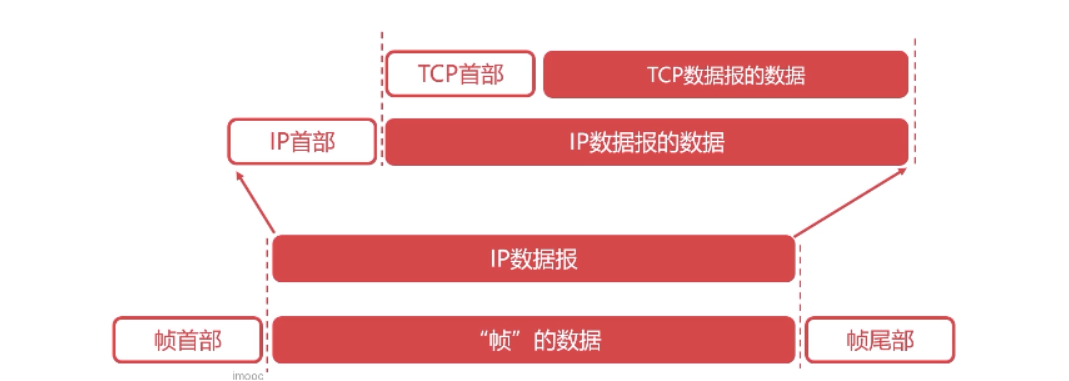 TCP首部 TCP数据报的数据
IP首部 IP数据报的数据
IP数据报
帧首部 “帧”的数据 帧尾部
imooc